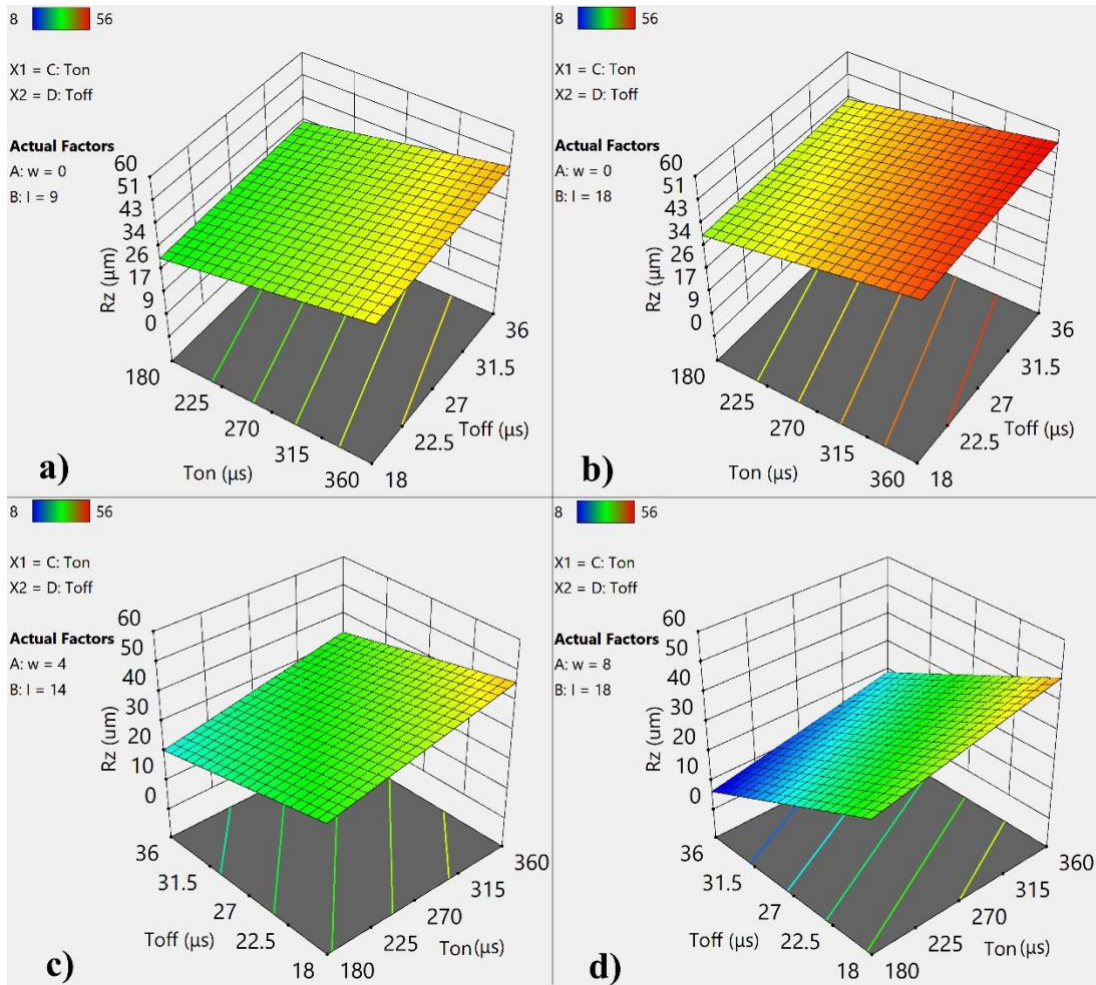 8 56
X1 = C: Ton
X2 = D: Toff
Actual Factors
A: w = 0
B: I = 9
60
51
43
34
26
17
9
0
Rz (µm)
180
225
270
315
360
Ton (µs)
18
22.5
27
31.5
36
Toff (µs)
a)
8 56
X1 = C: Ton
X2 = D: Toff
Actual Factors
A: w = 0
B: I = 18
60
51
43
34
26
17
9
0
Rz (µm)
180
225
270
315
360
Ton (µs)
18
22.5
27
31.5
36
Toff (µs)
b)
8 56
X1 = C: Ton
X2 = D: Toff
Actual Factors
A: w = 4
B: I = 14
60
50
40
30
20
10
0
Rz (um)
36
31.5
27
22.5
18
Toff (µs)
180
225
270
315
360
Ton (µs)
c)
8 56
X1 = C: Ton
X2 = D: Toff
Actual Factors
A: w = 8
B: I = 18
60
50
40
30
20
10
0
Rz (um)
36
31.5
27
22.5
18
Toff (µs)
180
225
270
315
360
Ton (µs)
d)